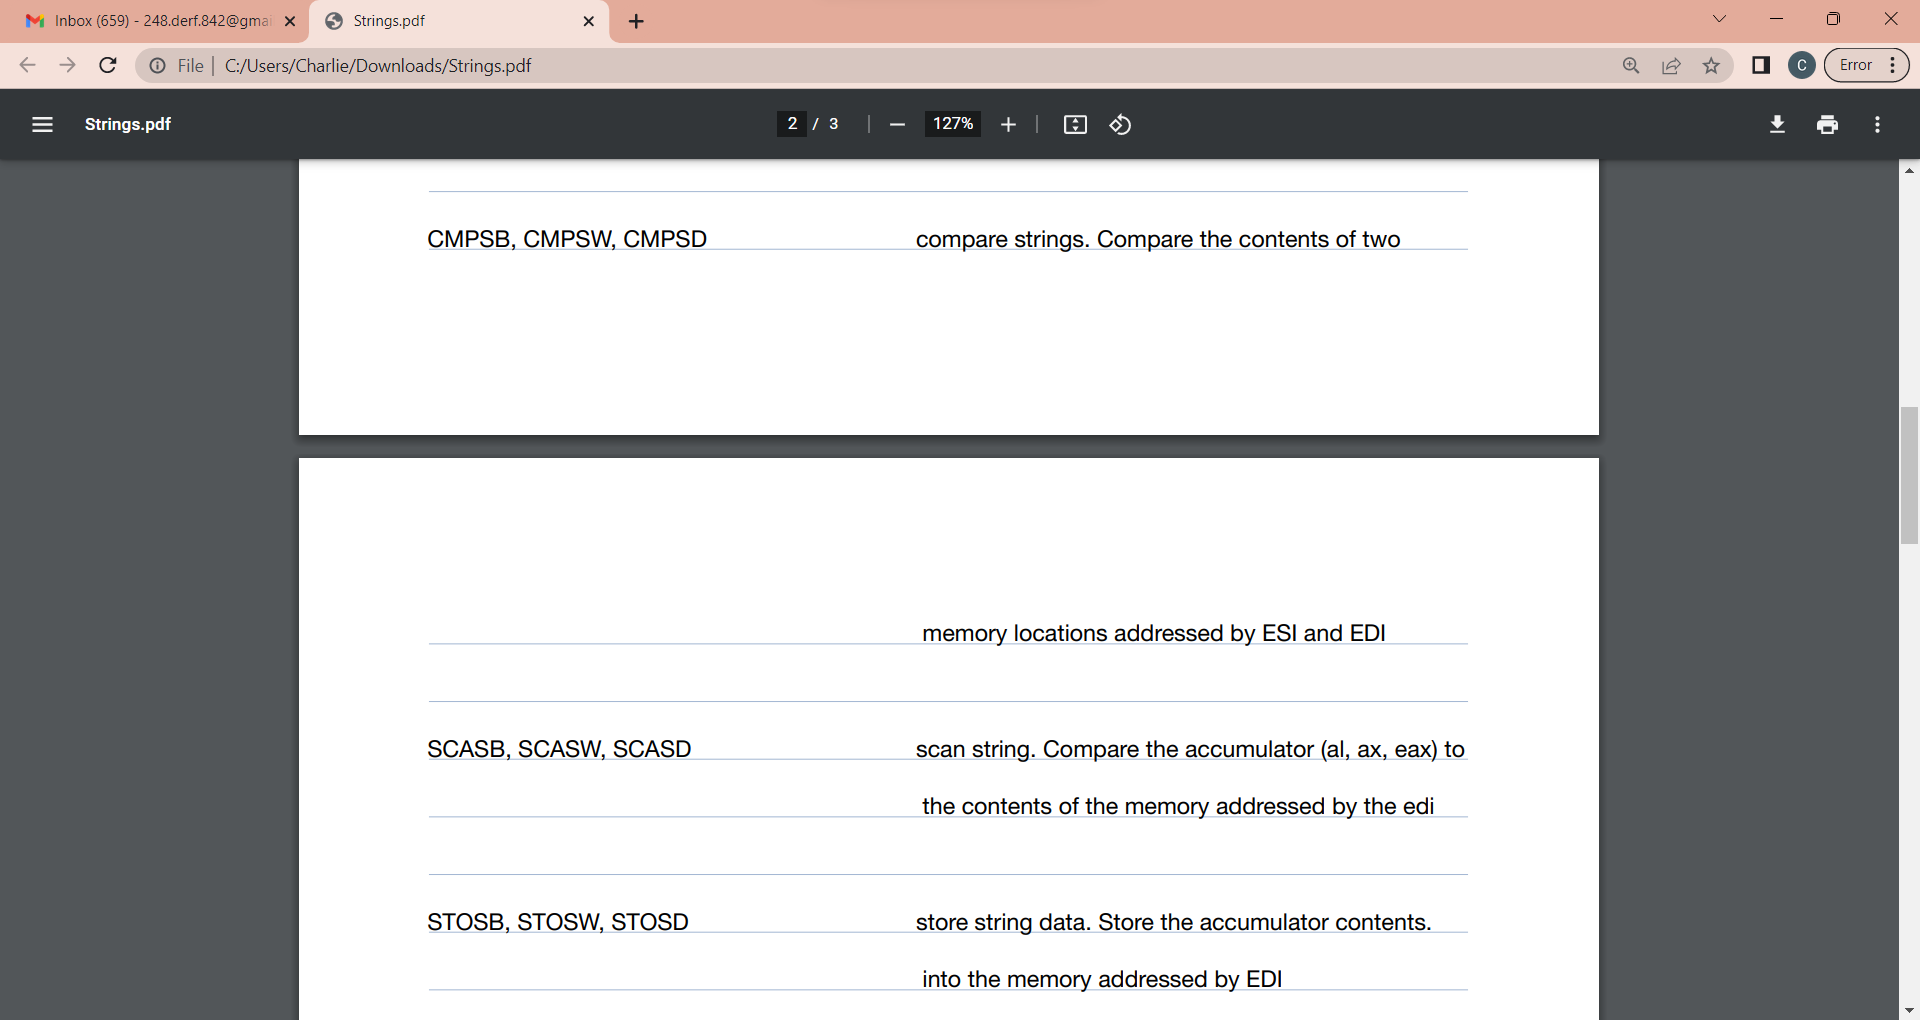 Inbox (659) - 248.derf.842@gmai
Strings.pdf
File | C:/Users/Charlie/Downloads/Strings.pdf
C
Error
Strings.pdf
2 / 3
127%
CMPSB, CMPSW, CMPSD compare strings. Compare the contents of two
memory locations addressed by ESI and EDI
SCASB, SCASW, SCASD scan string. Compare the accumulator (al, ax, eax) to
the contents of the memory addressed by the edi
STOSB, STOSW, STOSD store string data. Store the accumulator contents.
into the memory addressed by EDI